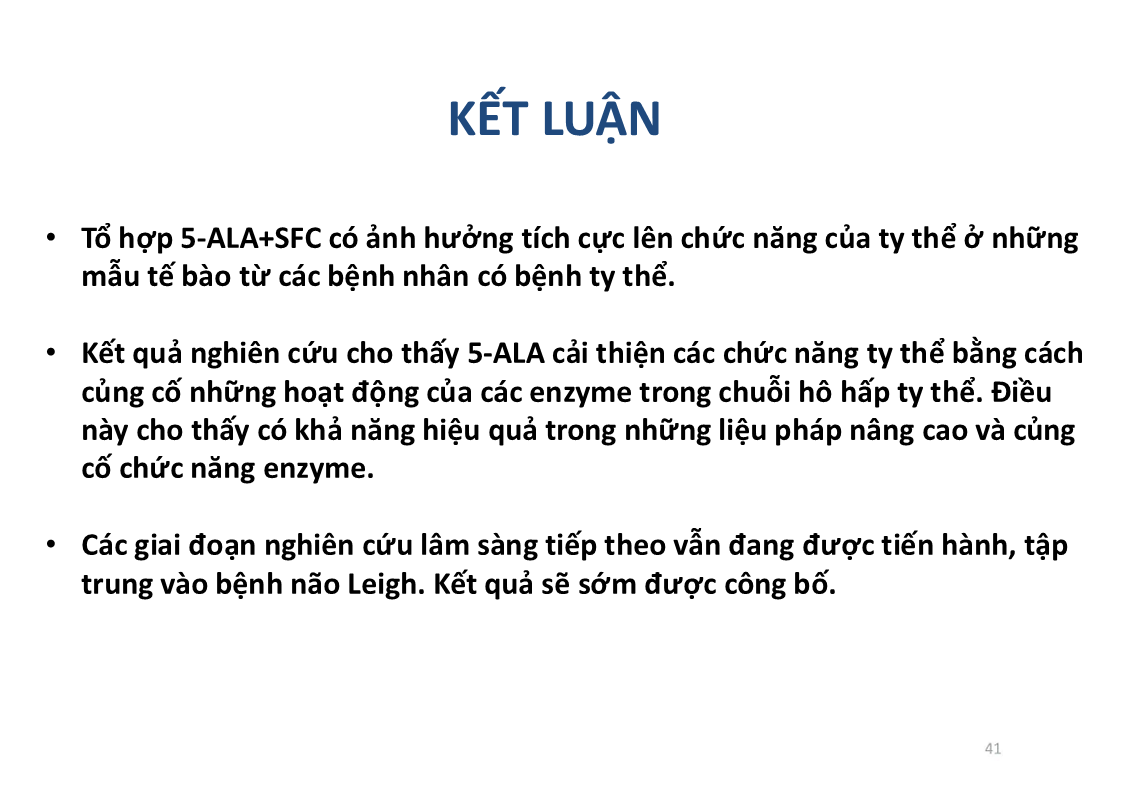 KẾT LUẬN
• Tổ hợp 5-ALA+SFC có ảnh hưởng tích cực lên chức năng của ty thể ở những
mẫu tế bào từ các bệnh nhân có bệnh ty thể.
• Kết quả nghiên cứu cho thấy 5-ALA cải thiện các chức năng ty thể bằng cách
củng cố những hoạt động của các enzyme trong chuỗi hô hấp ty thể. Điều
này cho thấy có khả năng hiệu quả trong những liệu pháp nâng cao và củng
cố chức năng enzyme.
• Các giai đoạn nghiên cứu lâm sàng tiếp theo vẫn đang được tiến hành, tập
trung vào bệnh não Leigh. Kết quả sẽ sớm được công bố.
41